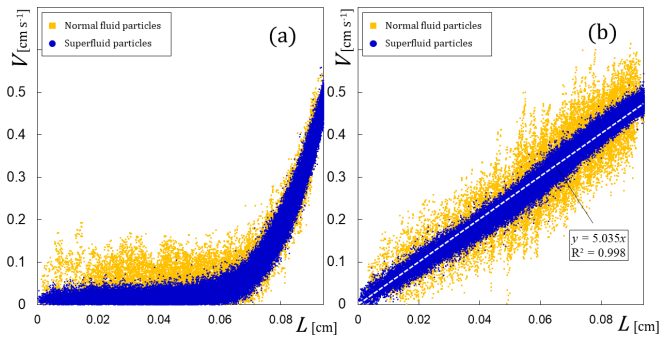 V [cm s⁻¹]
Normal fluid particles
Superfluid particles
(a)
0.5
0.4
0.3
0.2
0.1
0
0 0.02 0.04 0.06 0.08 L [cm]
V [cm s⁻¹]
Normal fluid particles
Superfluid particles
(b)
0.5
0.4
0.3
0.2
0.1
0
y = 5.035x
R² = 0.998
0 0.02 0.04 0.06 0.08 L [cm]